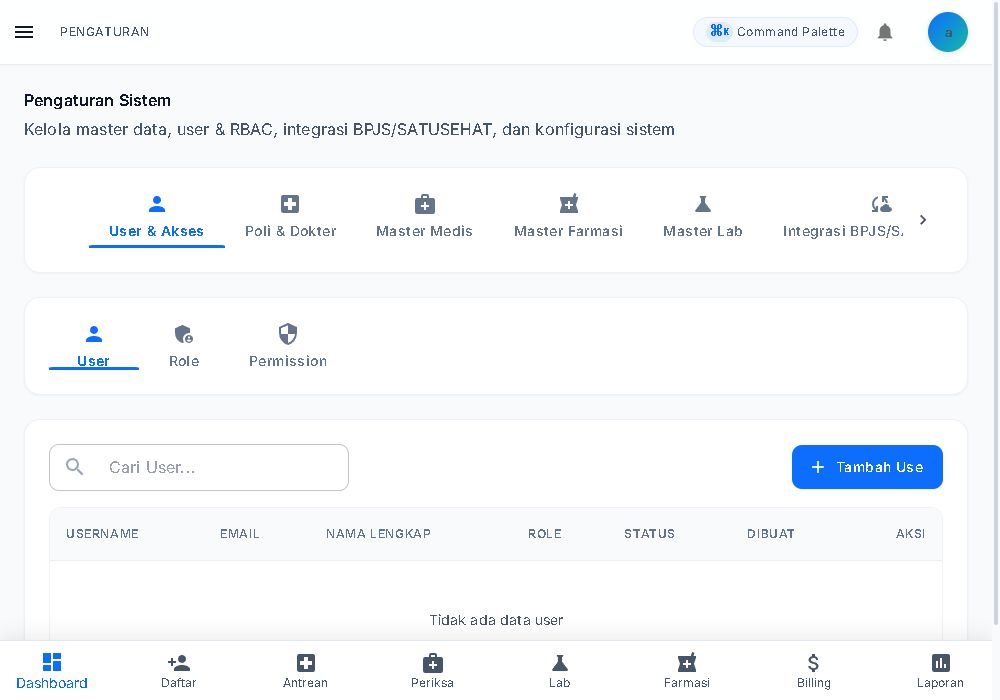 PENGATURAN
⌘K Command Palette
a
Pengaturan Sistem
Kelola master data, user & RBAC, integrasi BPJS/SATUSEHAT, dan konfigurasi sistem
User & Akses Poli & Dokter Master Medis Master Farmasi Master Lab Integrasi BPJS/S
User Role Permission
Cari User...
+ Tambah Use
USERNAME EMAIL NAMA LENGKAP ROLE STATUS DIBUAT AKSI
Tidak ada data user
Dashboard Daftar Antrean Periksa Lab Farmasi Billing Laporan